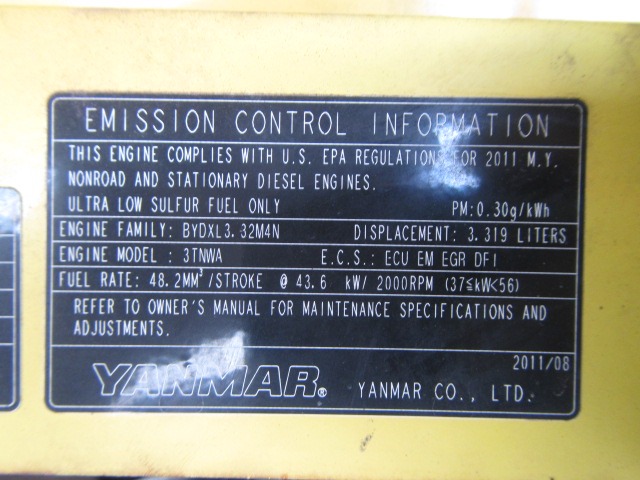 EMISSION CONTROL INFORMATION
THIS ENGINE COMPLIES WITH U.S. EPA REGULATIONS FOR 2011 M.Y.
NONROAD AND STATIONARY DIESEL ENGINES.
ULTRA LOW SULFUR FUEL ONLY PM:0.30g/kWh
ENGINE FAMILY: BYDXL3.32M4N DISPLACEMENT: 3.319 LITERS
ENGINE MODEL : 3TNWA E.C.S.: ECU EM EGR DFI
FUEL RATE: 48.2MM³/STROKE @ 43.6 kW/ 2000RPM (37≦kW<56)
REFER TO OWNER'S MANUAL FOR MAINTENANCE SPECIFICATIONS AND
ADJUSTMENTS.
2011/08
YANMAR® YANMAR CO., LTD.